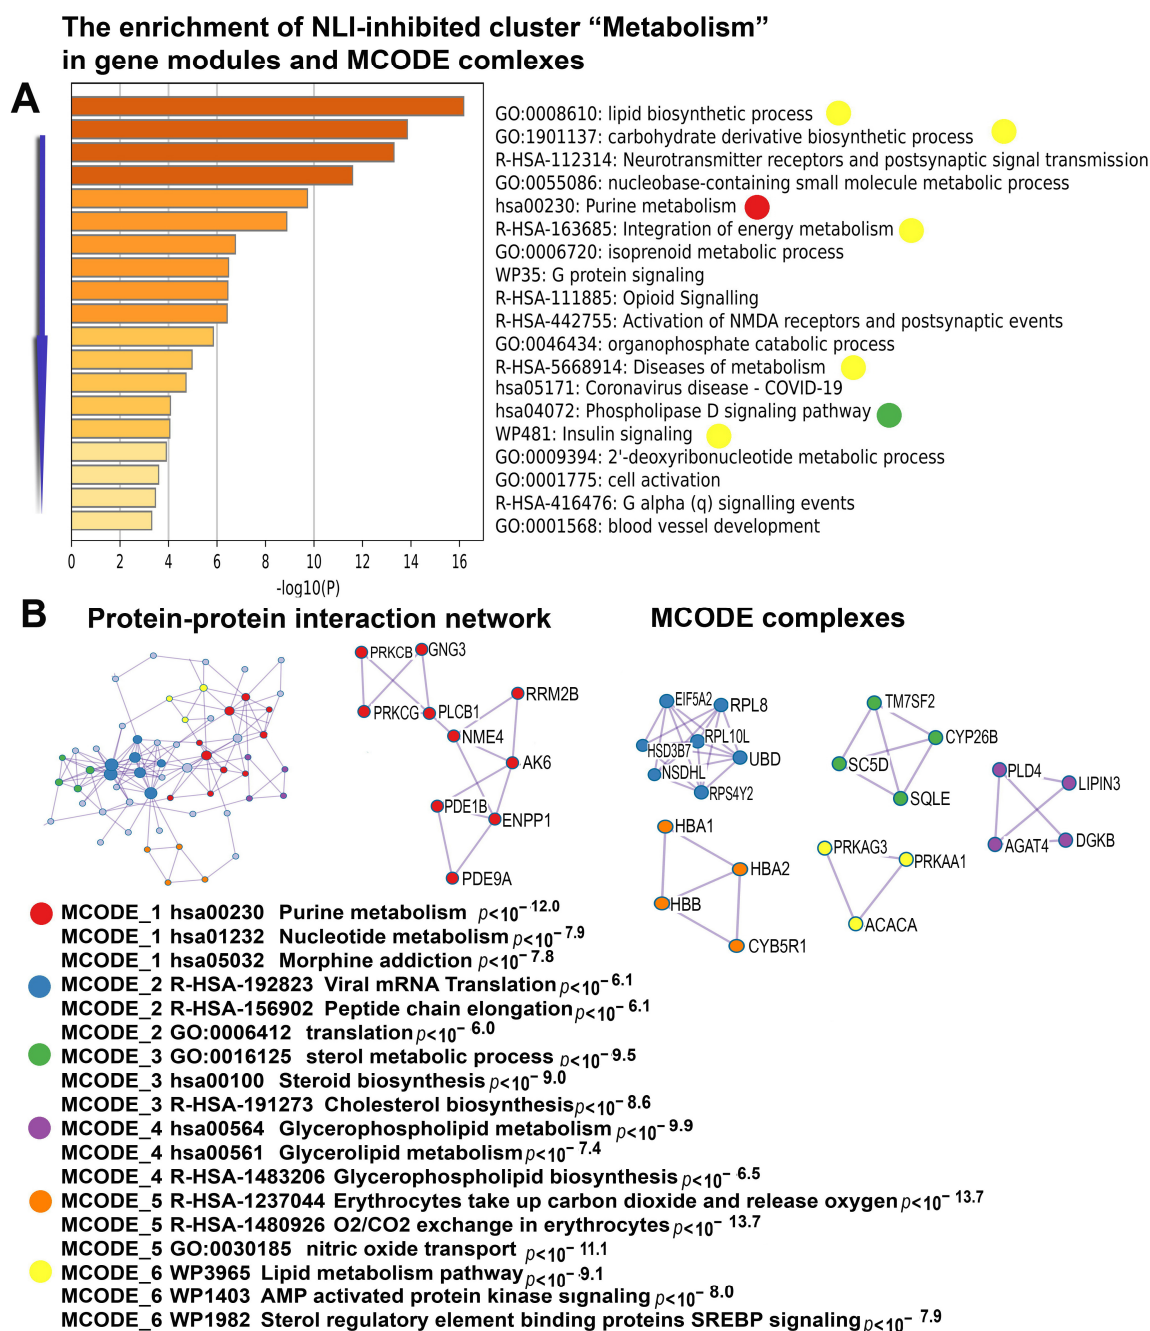 The enrichment of NLI-inhibited cluster “Metabolism”
in gene modules and MCODE comlexes
A
GO:0008610: lipid biosynthetic process
GO:1901137: carbohydrate derivative biosynthetic process
R-HSA-112314: Neurotransmitter receptors and postsynaptic signal transmission
GO:0055086: nucleobase-containing small molecule metabolic process
hsa00230: Purine metabolism
R-HSA-163685: Integration of energy metabolism
GO:0006720: isoprenoid metabolic process
WP35: G protein signaling
R-HSA-111885: Opioid Signalling
R-HSA-442755: Activation of NMDA receptors and postsynaptic events
GO:0046434: organophosphate catabolic process
R-HSA-5668914: Diseases of metabolism
hsa05171: Coronavirus disease - COVID-19
hsa04072: Phospholipase D signaling pathway
WP481: Insulin signaling
GO:0009394: 2'-deoxyribonucleotide metabolic process
GO:0001775: cell activation
R-HSA-416476: G alpha (q) signalling events
GO:0001568: blood vessel development
0 2 4 6 8 10 12 14 16
-log10(P)
B
Protein-protein interaction network
MCODE complexes
PRKCB
GNG3
PRKCG
PLCB1
RRM2B
NME4
AK6
PDE1B
ENPP1
PDE9A
EIF5A2
RPL8
RPL10L
HSD3B7
UBD
NSDHL
RPS4Y2
TM7SF2
CYP26B
SC5D
SQLE
PLD4
LIPIN3
AGAT4
DGKB
HBA1
HBA2
HBB
CYB5R1
PRKAG3
PRKAA1
ACACA
MCODE_1 hsa00230 Purine metabolism p<10⁻ 12.0
MCODE_1 hsa01232 Nucleotide metabolism p<10⁻ 7.9
MCODE_1 hsa05032 Morphine addiction p<10⁻ 7.8
MCODE_2 R-HSA-192823 Viral mRNA Translation p<10⁻ 6.1
MCODE_2 R-HSA-156902 Peptide chain elongation p<10⁻ 6.1
MCODE_2 GO:0006412 translation p<10⁻ 6.0
MCODE_3 GO:0016125 sterol metabolic process p<10⁻ 9.5
MCODE_3 hsa00100 Steroid biosynthesis p<10⁻ 9.0
MCODE_3 R-HSA-191273 Cholesterol biosynthesis p<10⁻ 8.6
MCODE_4 hsa00564 Glycerophospholipid metabolism p<10⁻ 9.9
MCODE_4 hsa00561 Glycerolipid metabolism p<10⁻ 7.4
MCODE_4 R-HSA-1483206 Glycerophospholipid biosynthesis p<10⁻ 6.5
MCODE_5 R-HSA-1237044 Erythrocytes take up carbon dioxide and release oxygen p<10⁻ 13.7
MCODE_5 R-HSA-1480926 O2/CO2 exchange in erythrocytes p<10⁻ 13.7
MCODE_5 GO:0030185 nitric oxide transport p<10⁻ 11.1
MCODE_6 WP3965 Lipid metabolism pathway p<10⁻ 9.1
MCODE_6 WP1403 AMP activated protein kinase signaling p<10⁻ 8.0
MCODE_6 WP1982 Sterol regulatory element binding proteins SREBP signaling p<10⁻ 7.9